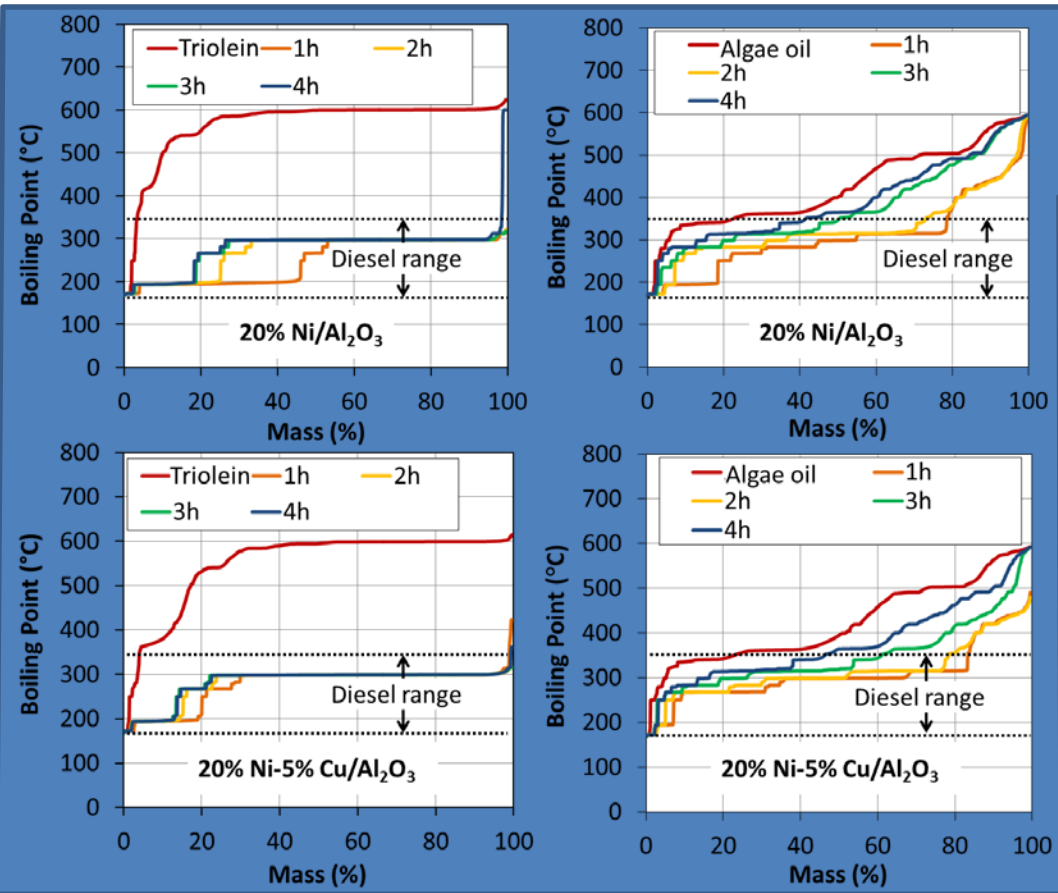 800
700
600
500
400
300
200
100
0
Boiling Point (°C)
Triolein 1h 2h
3h 4h
Diesel range
20% Ni/Al₂O₃
0 20 40 60 80 100
Mass (%)
800
700
600
500
400
300
200
100
0
Boiling Point (°C)
Algae oil 1h
2h 3h
4h
Diesel range
20% Ni/Al₂O₃
0 20 40 60 80 100
Mass (%)
800
700
600
500
400
300
200
100
0
Boiling Point (°C)
Triolein 1h 2h
3h 4h
Diesel range
20% Ni-5% Cu/Al₂O₃
0 20 40 60 80 100
Mass (%)
800
700
600
500
400
300
200
100
0
Boiling Point (°C)
Algae oil 1h
2h 3h
4h
Diesel range
20% Ni-5% Cu/Al₂O₃
0 20 40 60 80 100
Mass (%)